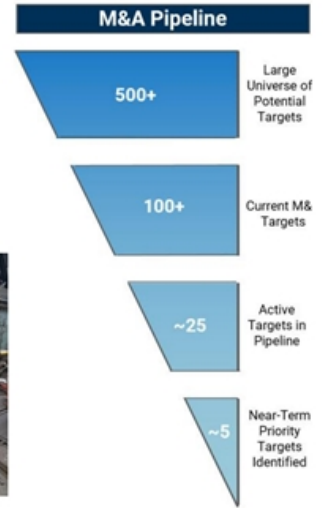 M&A Pipeline
500+
Large
Universe of
Potential
Targets
100+
Current M&
Targets
~25
Active
Targets in
Pipeline
~5
Near-Term
Priority
Targets
Identified